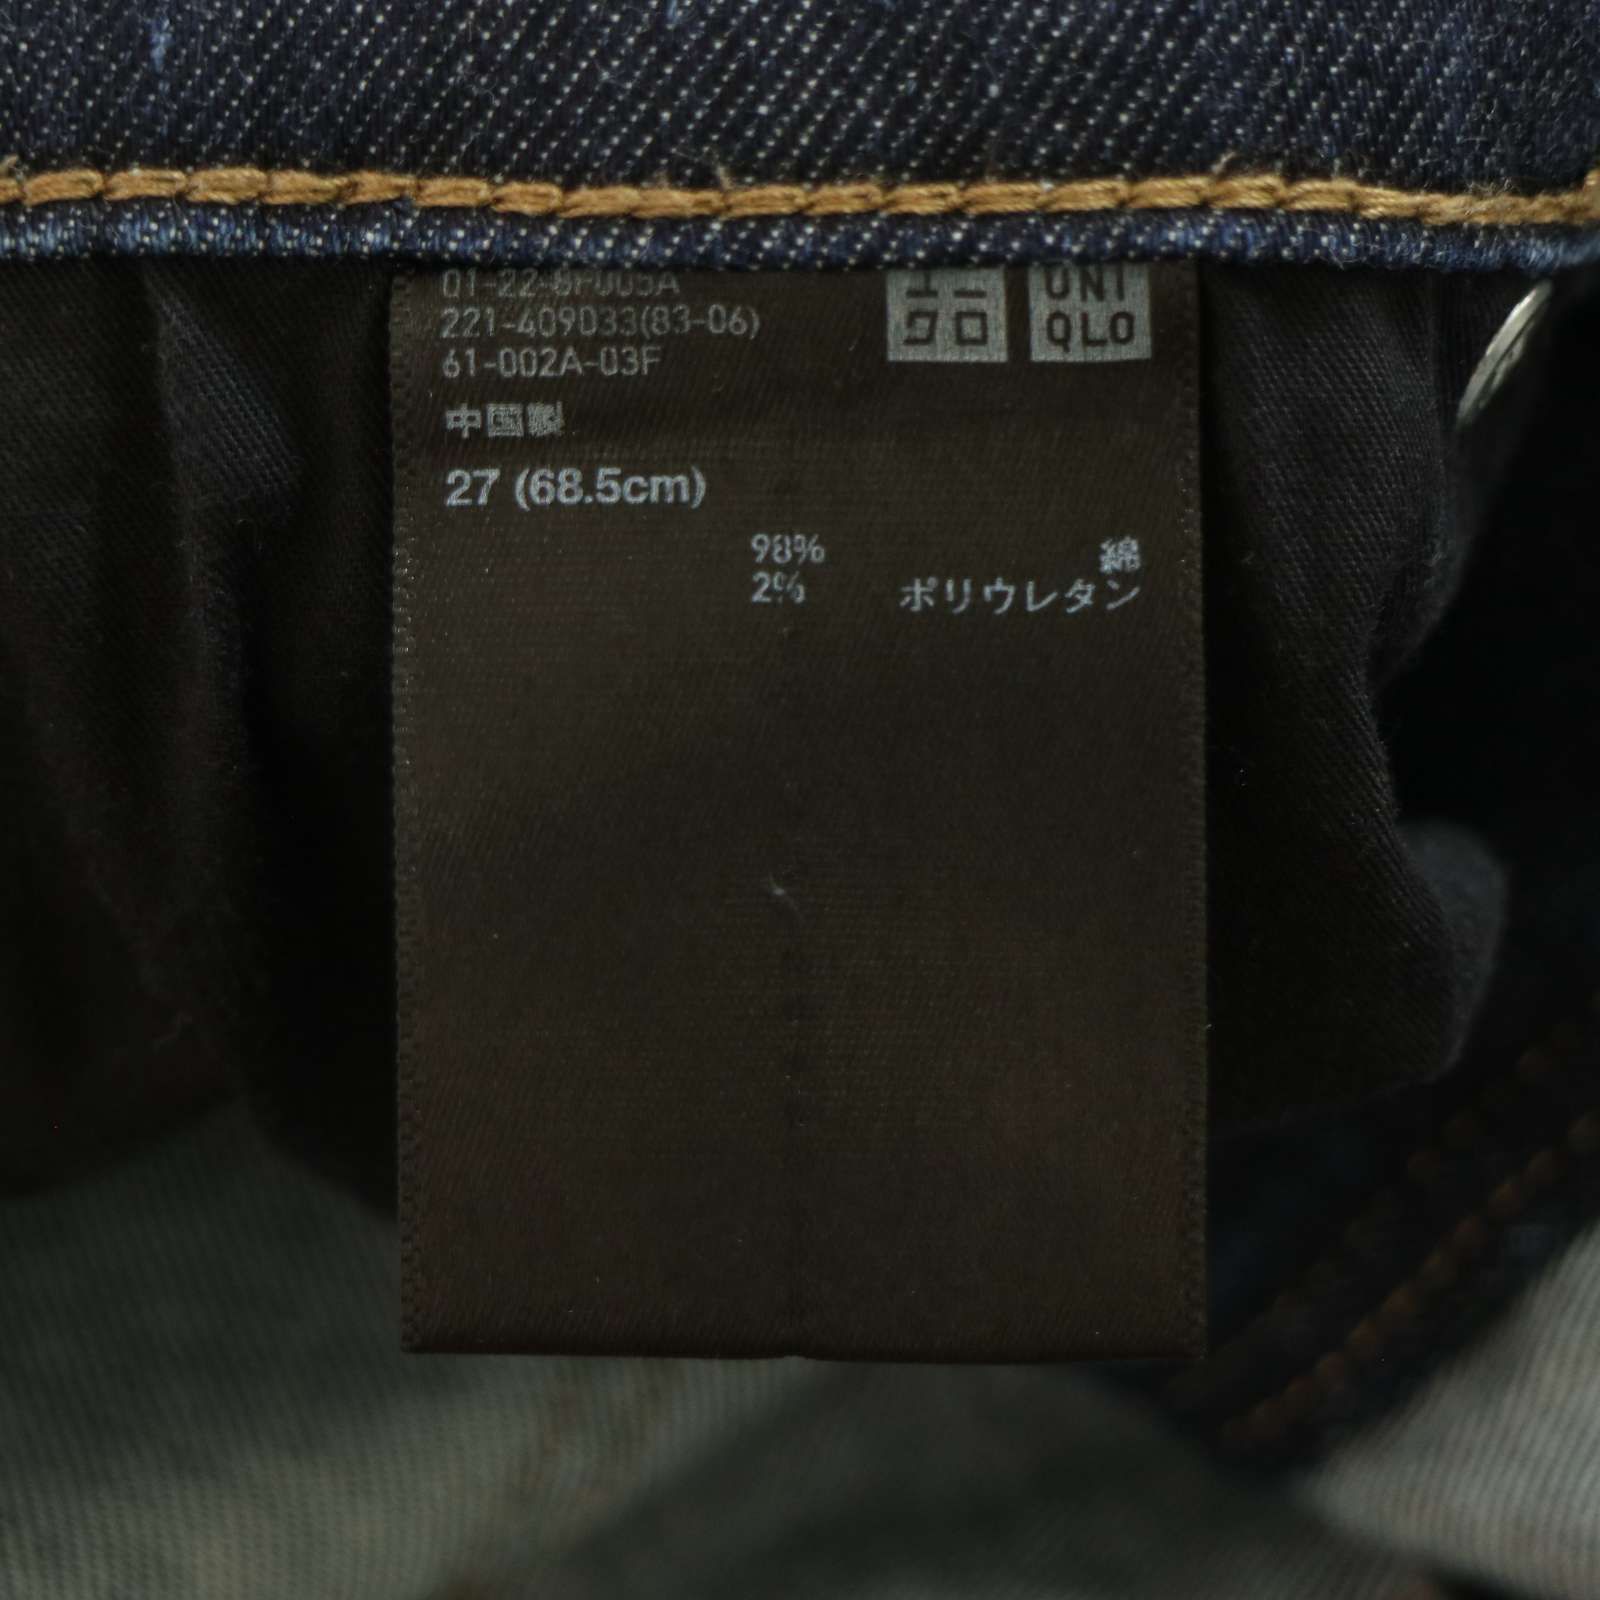 221-409033(83-06)
61-002A-03F
中国製
27 (68.5cm)
98% 綿
2% ポリウレタン
ユニ
クロ
UNI
QLO